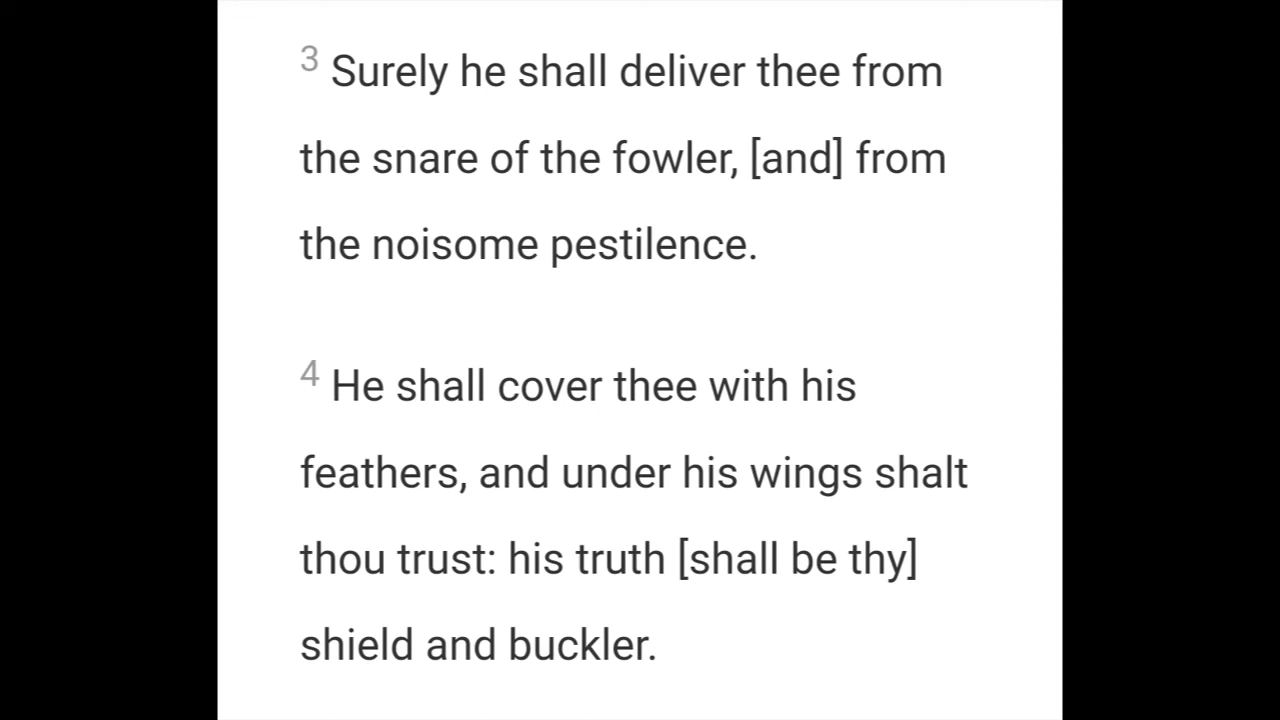 3 Surely he shall deliver thee from
the snare of the fowler, [and] from
the noisome pestilence.
4 He shall cover thee with his
feathers, and under his wings shalt
thou trust: his truth [shall be thy]
shield and buckler.